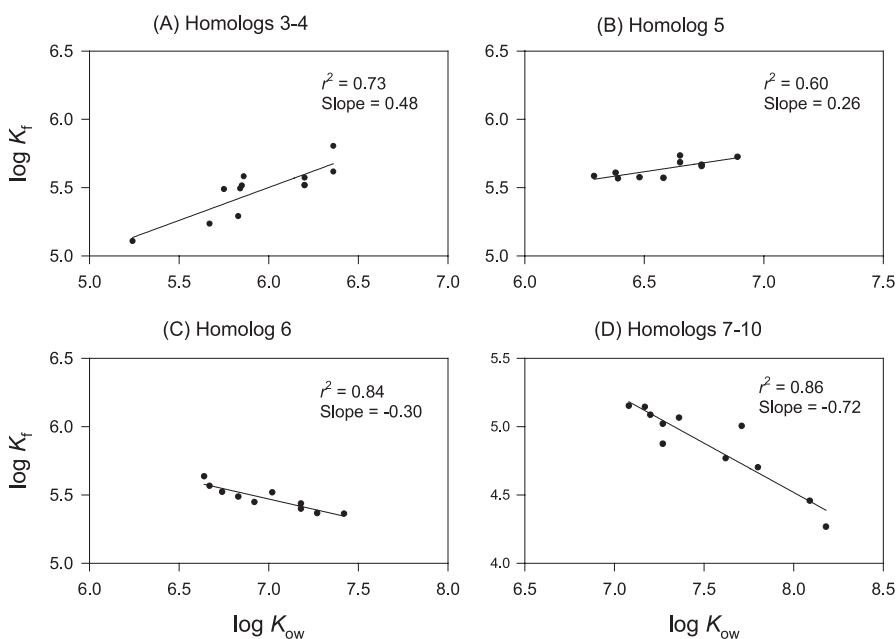 (A) Homologs 3-4
6.5
6.0
5.5
5.0
5.0 5.5 6.0 6.5 7.0
log Kf
r2 = 0.73
Slope = 0.48
(B) Homolog 5
6.5
6.0
5.5
5.0
6.0 6.5 7.0 7.5
r2 = 0.60
Slope = 0.26
(C) Homolog 6
6.5
6.0
5.5
5.0
6.0 6.5 7.0 7.5 8.0
log Kf
log Kow
r2 = 0.84
Slope = -0.30
(D) Homologs 7-10
5.5
5.0
4.5
4.0
6.5 7.0 7.5 8.0 8.5
log Kow
r2 = 0.86
Slope = -0.72